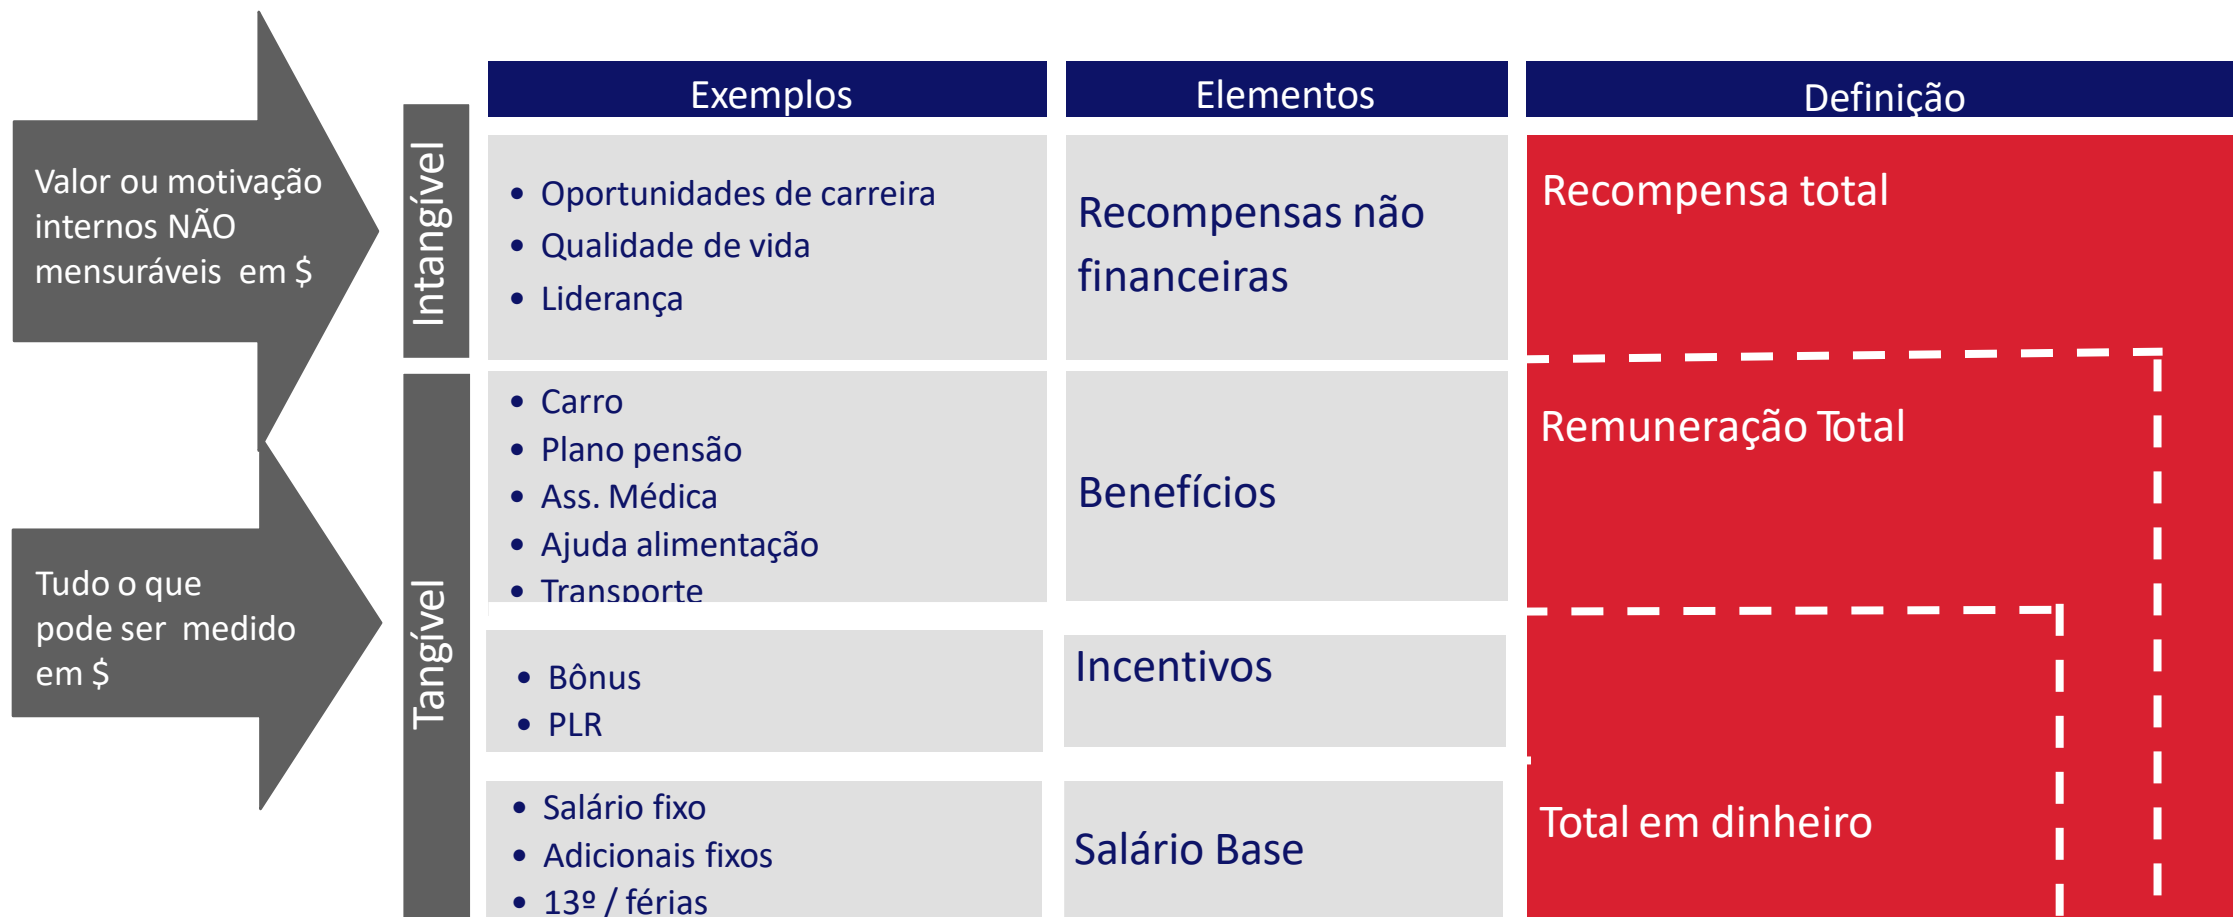 Exemplos
Elementos
Definição
Valor ou motivação
internos NÃO
mensuráveis em $
Intangível
• Oportunidades de carreira
• Qualidade de vida
• Liderança
Recompensas não
financeiras
Recompensa total
Tudo o que
pode ser medido
em $
Tangível
• Carro
• Plano pensão
• Ass. Médica
• Ajuda alimentação
• Transporte
Benefícios
Remuneração Total
• Bônus
• PLR
Incentivos
• Salário fixo
• Adicionais fixos
• 13º / férias
Salário Base
Total em dinheiro